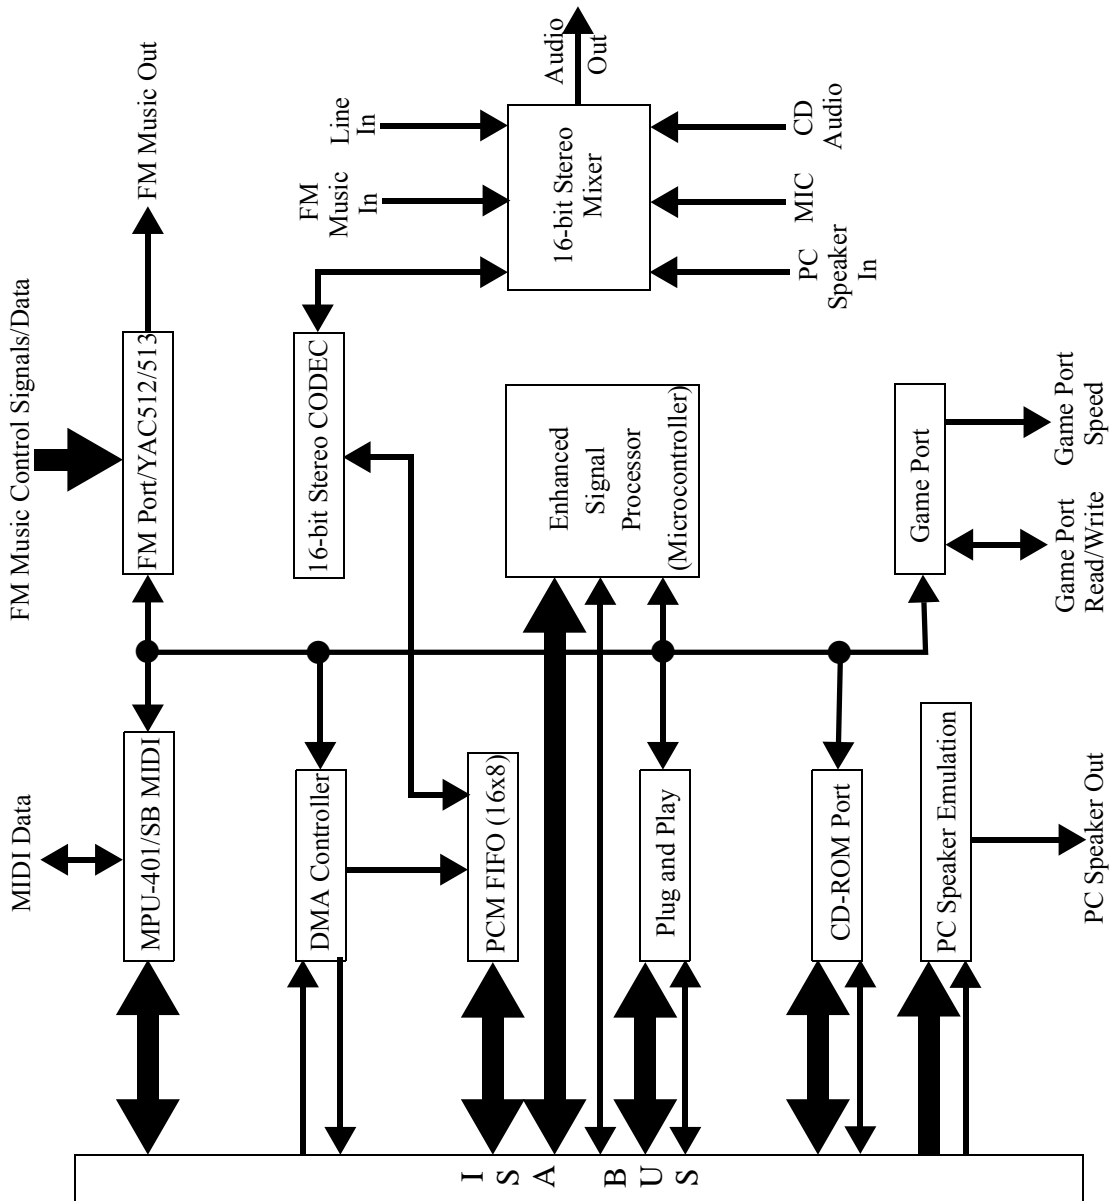 FM Music Out
FM Music Control Signals/Data
FM Port/YAC512/513
MIDI Data
MPU-401/SB MIDI
Audio
Out
Line
In
FM
Music
In
16-bit Stereo
Mixer
CD
Audio
MIC
PC
Speaker
In
16-bit Stereo CODEC
DMA Controller
PCM FIFO (16x8)
Enhanced
Signal
Processor
(Microcontroller)
Plug and Play
CD-ROM Port
Game Port
Game Port
Speed
Game Port
Read/Write
PC Speaker Emulation
PC Speaker Out
I
S
A
B
U
S